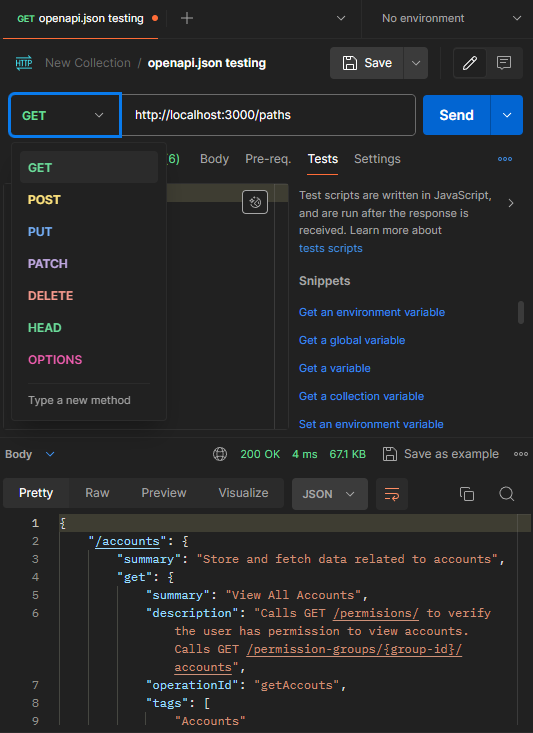 GET openapi.json testing
No environment
HTTP New Collection / openapi.json testing
Save
GET
http://localhost:3000/paths
Send
(6) Body Pre-req. Tests Settings
GET
POST
PUT
PATCH
DELETE
HEAD
OPTIONS
Type a new method
Test scripts are written in JavaScript,
and are run after the response is
received. Learn more about
tests scripts
Snippets
Get an environment variable
Get a global variable
Get a variable
Get a collection variable
Set an environment variable
Body 200 OK 4 ms 67.1 KB Save as example
Pretty Raw Preview Visualize JSON
1 {
2 "/accounts": {
3 "summary": "Store and fetch data related to accounts",
4 "get": {
5 "summary": "View All Accounts",
6 "description": "Calls GET /permisions/ to verify
the user has permission to view accounts.
Calls GET /permission-groups/{group-id}/
accounts",
7 "operationId": "getAccouts",
8 "tags": [
9 "Accounts"